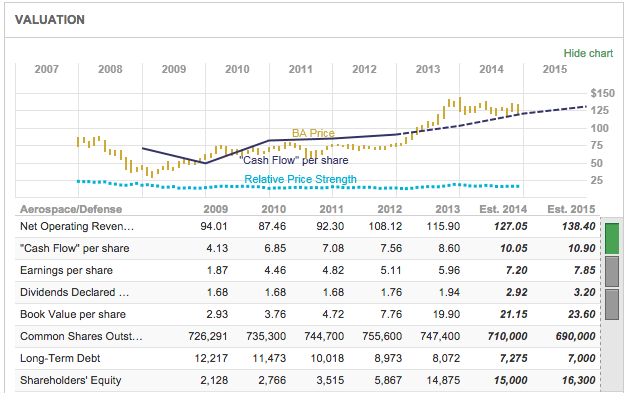 VALUATION
Hide chart
2007 2008 2009 2010 2011 2012 2013 2014 2015
$150
125
100
75
50
25
BA Price
"Cash Flow" per share
Relative Price Strength
Aerospace/Defense 2009 2010 2011 2012 2013 Est. 2014 Est. 2015
Net Operating Reven... 94.01 87.46 92.30 108.12 115.90 127.05 138.40
"Cash Flow" per share 4.13 6.85 7.08 7.56 8.60 10.05 10.90
Earnings per share 1.87 4.46 4.82 5.11 5.96 7.20 7.85
Dividends Declared ... 1.68 1.68 1.68 1.76 1.94 2.92 3.20
Book Value per share 2.93 3.76 4.72 7.76 19.90 21.15 23.60
Common Shares Outst... 726,291 735,300 744,700 755,600 747,400 710,000 690,000
Long-Term Debt 12,217 11,473 10,018 8,973 8,072 7,275 7,000
Shareholders' Equity 2,128 2,766 3,515 5,867 14,875 15,000 16,300